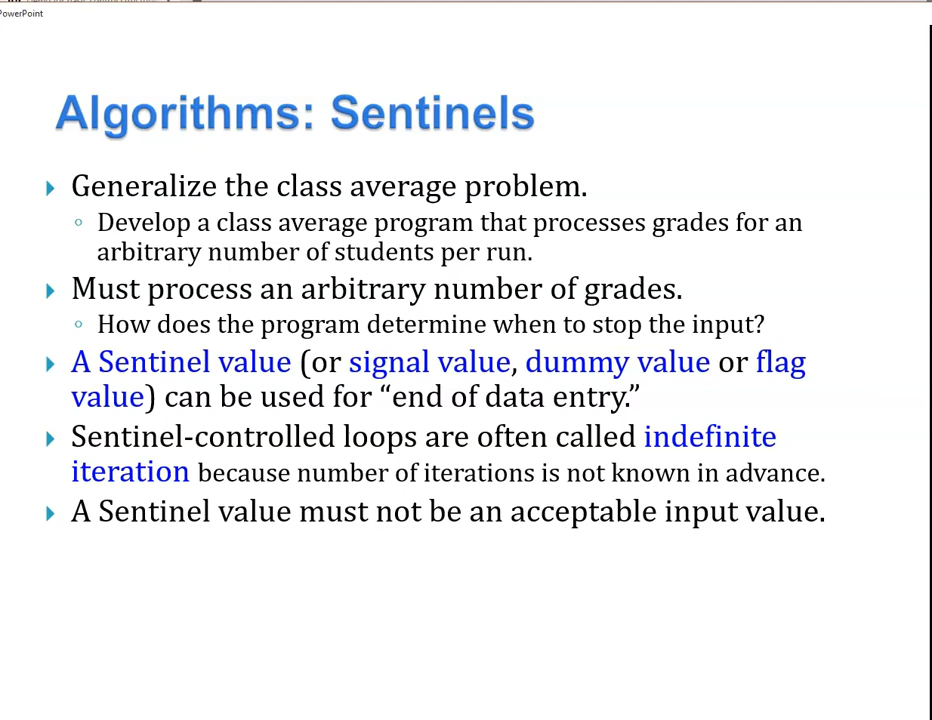 PowerPoint
Algorithms: Sentinels
Generalize the class average problem.
Develop a class average program that processes grades for an
arbitrary number of students per run.
Must process an arbitrary number of grades.
How does the program determine when to stop the input?
A Sentinel value (or signal value, dummy value or flag
value) can be used for “end of data entry.”
Sentinel-controlled loops are often called indefinite
iteration because number of iterations is not known in advance.
A Sentinel value must not be an acceptable input value.